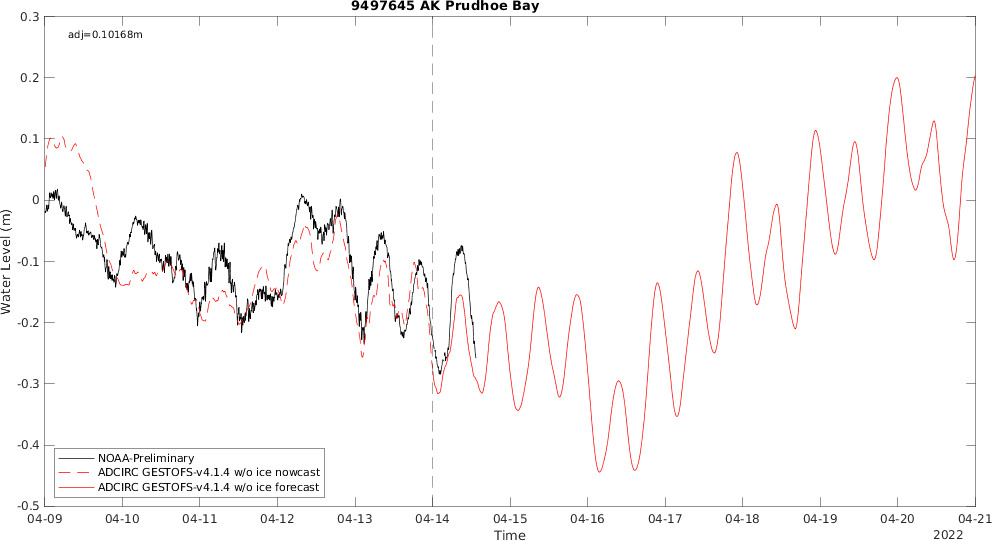 9497645 AK Prudhoe Bay
adj=0.10168m
0.3
0.2
0.1
0
-0.1
-0.2
-0.3
-0.4
-0.5
Water Level (m)
NOAA-Preliminary
ADCIRC GESTOFS-v4.1.4 w/o ice nowcast
ADCIRC GESTOFS-v4.1.4 w/o ice forecast
04-09 04-10 04-11 04-12 04-13 04-14 04-15 04-16 04-17 04-18 04-19 04-20 04-21
Time
2022